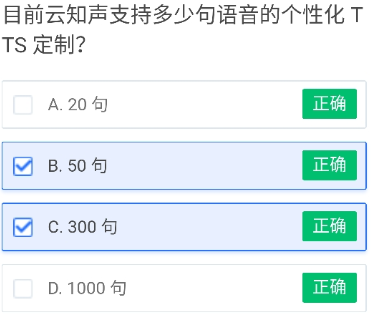 目前云知声支持多少句语音的个性化 T
TS 定制？
A. 20 句 正确
B. 50 句 正确
C. 300 句 正确
D. 1000 句 正确